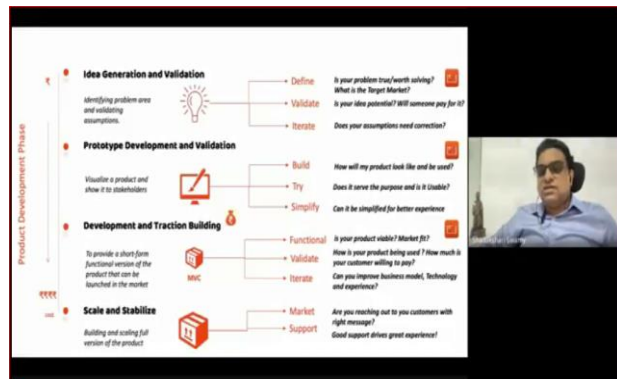 Product Development Phase
₹
Idea Generation and Validation
Identifying problem area
and validating
assumptions.
Define
Is your problem true/worth solving?
What is the Target Market?
Validate
Is your idea potential? Will someone pay for it?
Iterate
Does your assumptions need correction?
Prototype Development and Validation
Visualize a product and
show it to stakeholders
Build
How will my product look like and be used?
Try
Does it serve the purpose and is it Usable?
Simplify
Can it be simplified for better experience
Development and Traction Building
₹
To provide a short-form
functional version of the
product that can be
launched in the market
MVC
Functional
Is your product viable? Market fit?
Validate
How is your product being used ? How much is
your customer willing to pay?
Iterate
Can you improve business model, Technology
and experience?
₹₹₹₹
Scale and Stabilize
Building and scaling full
version of the product
Market
Are you reaching out to you customers with
right message?
Support
Good support drives great experience!